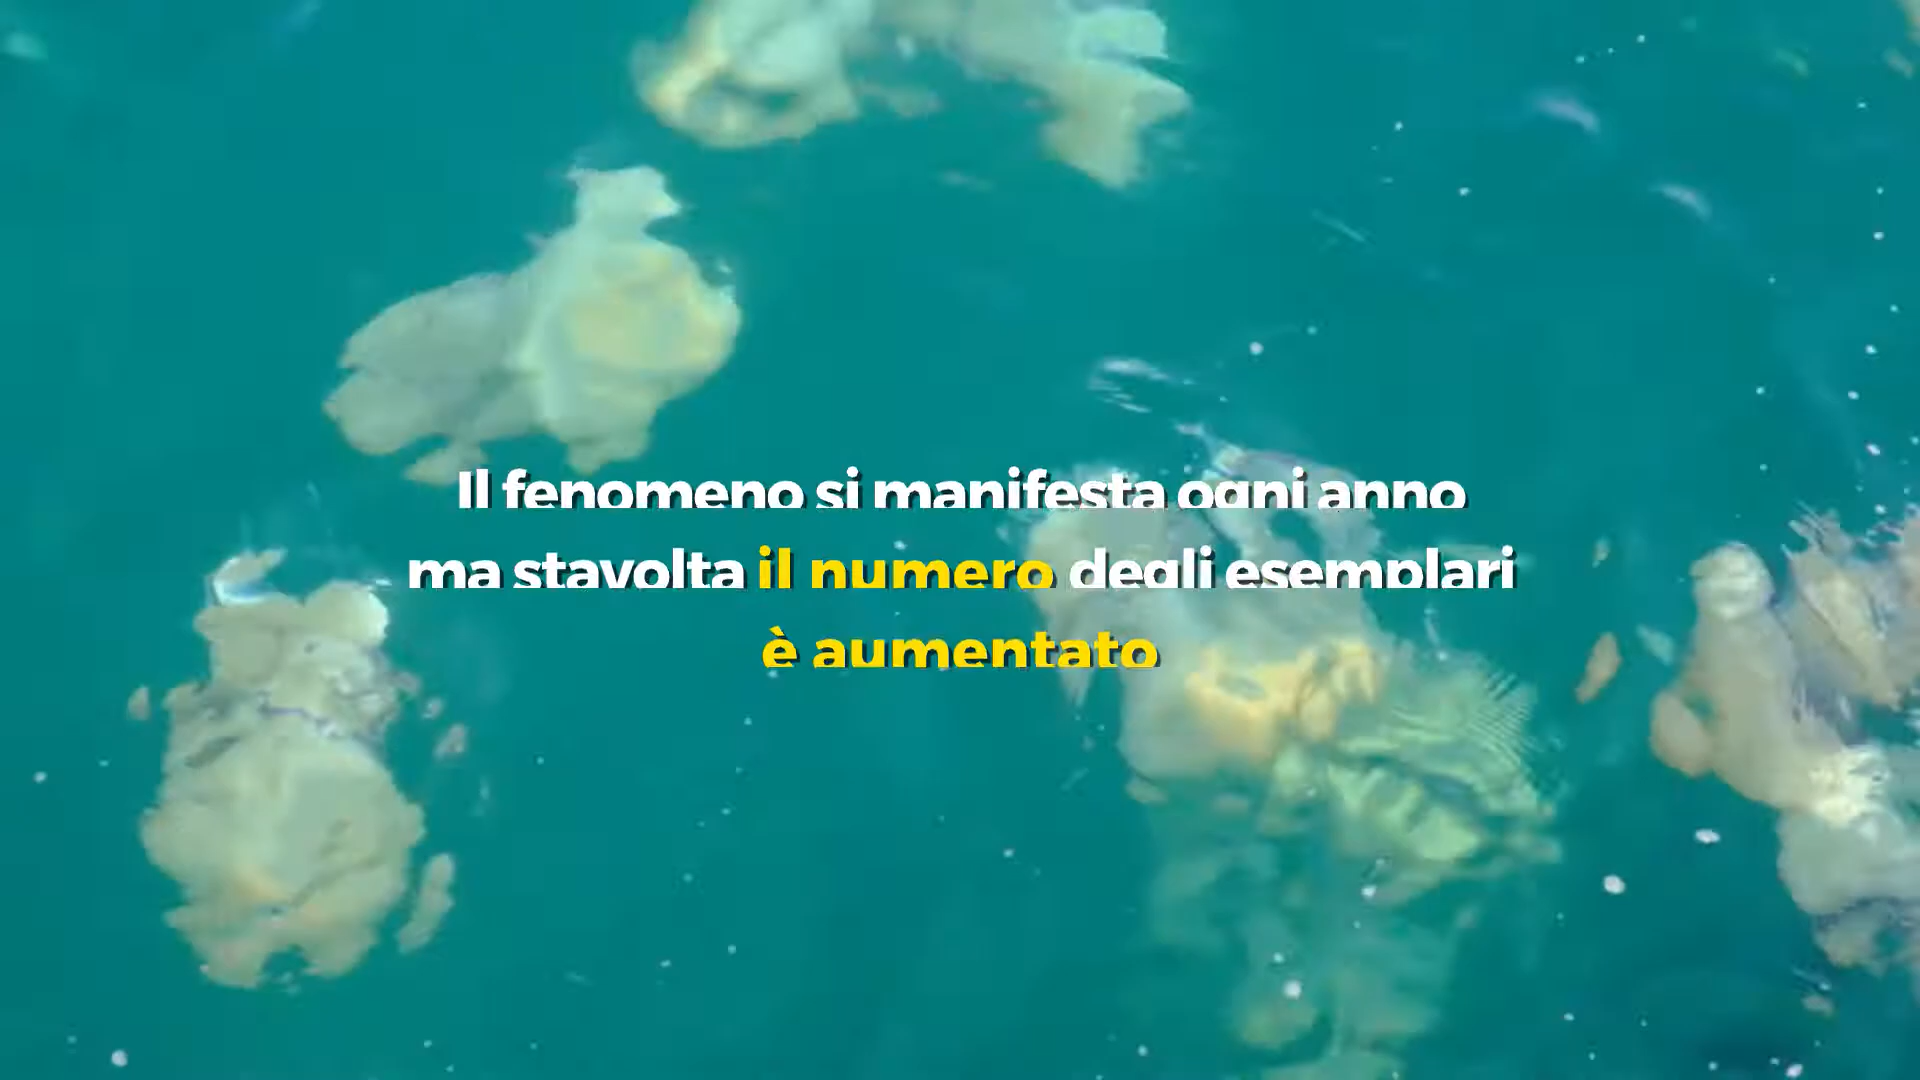 Il fenomeno si manifesta ogni anno
ma stavolta il numero degli esemplari
è aumentato